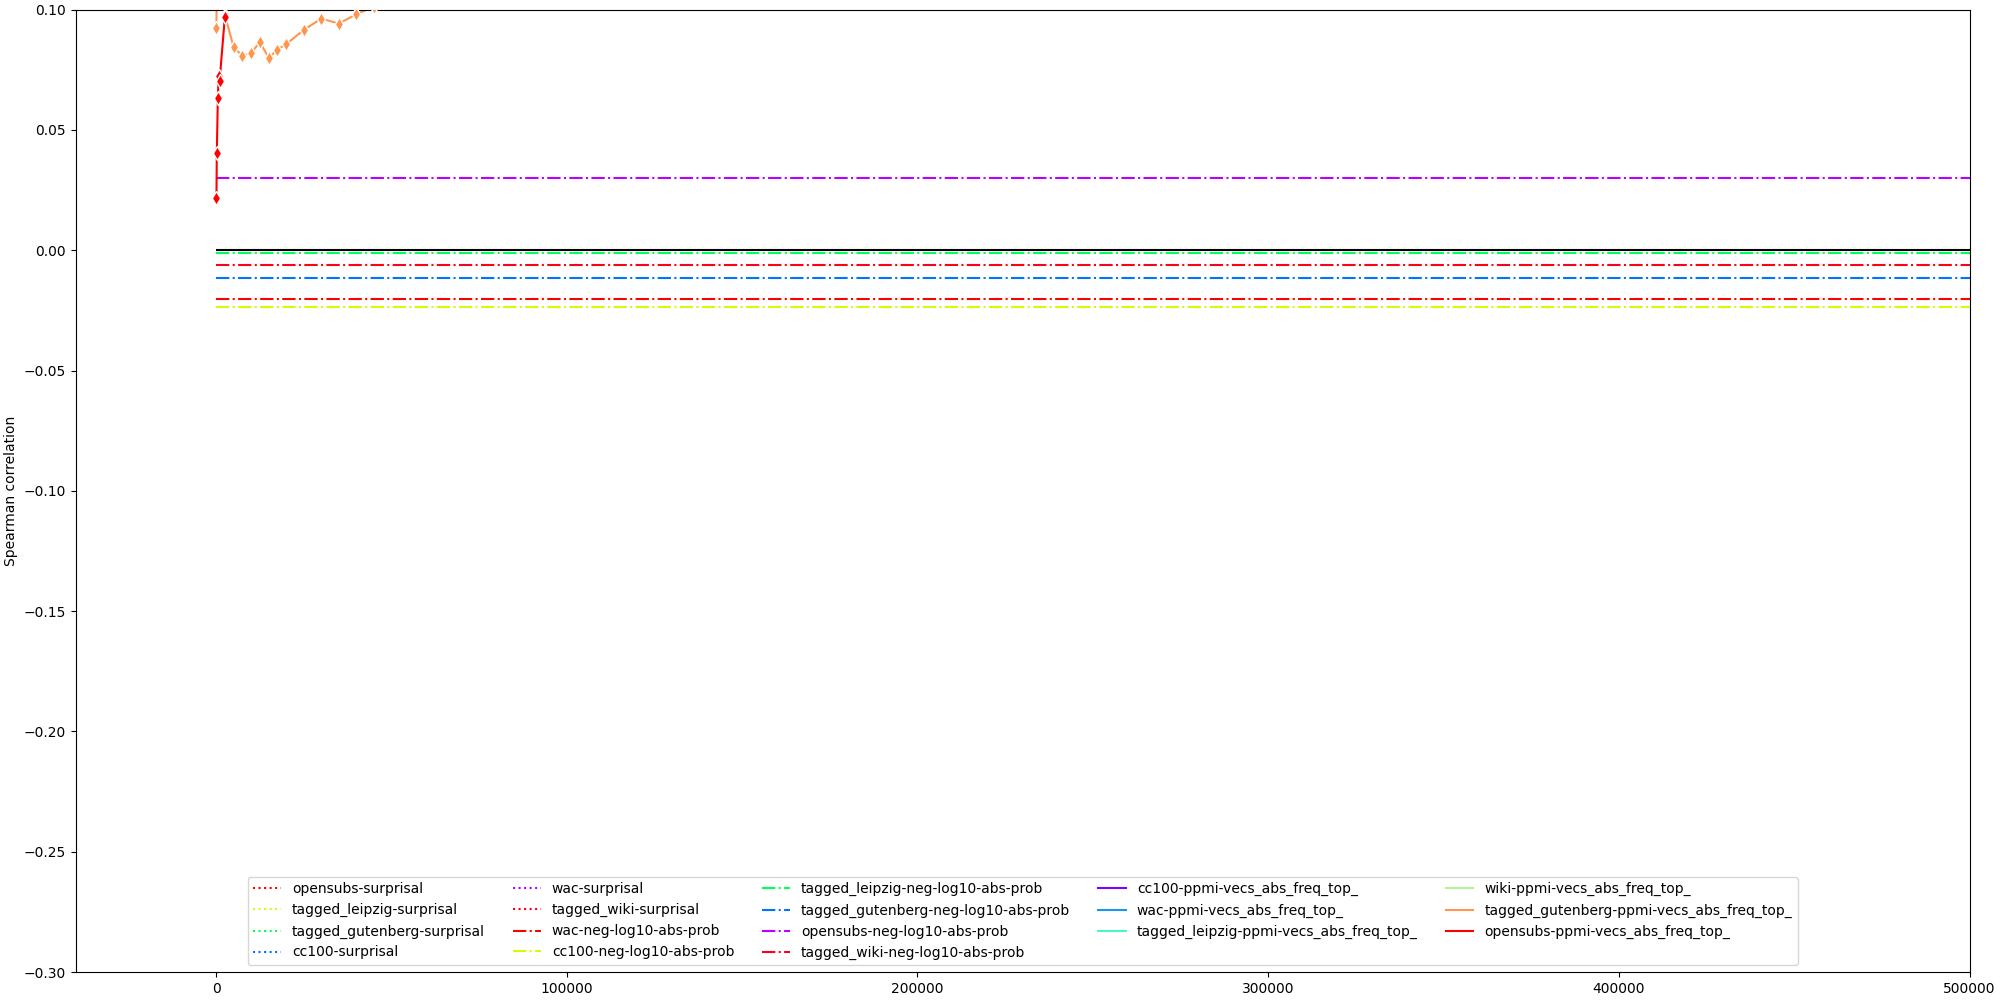 0.10
0.05
0.00
−0.05
−0.10
−0.15
−0.20
−0.25
−0.30
Spearman correlation
opensubs-surprisal
tagged_leipzig-surprisal
tagged_gutenberg-surprisal
cc100-surprisal
wac-surprisal
tagged_wiki-surprisal
wac-neg-log10-abs-prob
cc100-neg-log10-abs-prob
tagged_leipzig-neg-log10-abs-prob
tagged_gutenberg-neg-log10-abs-prob
opensubs-neg-log10-abs-prob
tagged_wiki-neg-log10-abs-prob
cc100-ppmi-vecs_abs_freq_top_
wac-ppmi-vecs_abs_freq_top_
tagged_leipzig-ppmi-vecs_abs_freq_top_
wiki-ppmi-vecs_abs_freq_top_
tagged_gutenberg-ppmi-vecs_abs_freq_top_
opensubs-ppmi-vecs_abs_freq_top_
0 100000 200000 300000 400000 500000